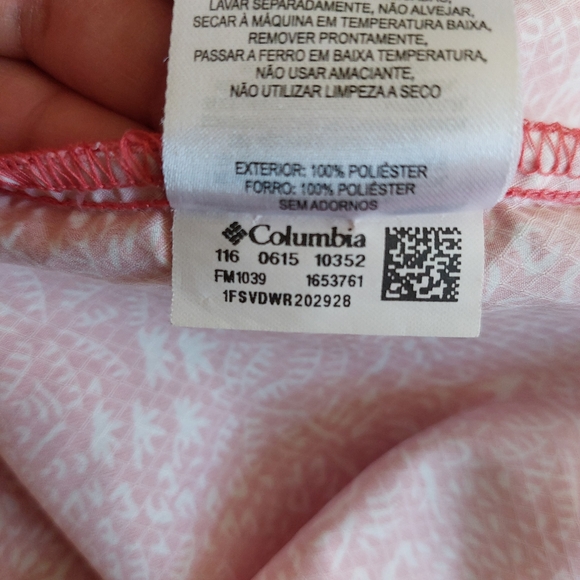 LAVAR SEPARADAMENTE, NÃO ALVEJAR,
SECAR À MÁQUINA EM TEMPERATURA BAIXA,
REMOVER PRONTAMENTE,
PASSAR A FERRO EM BAIXA TEMPERATURA,
NÃO USAR AMACIANTE,
NÃO UTILIZAR LIMPEZA A SECO
EXTERIOR: 100% POLIÉSTER
FORRO: 100% POLIÉSTER
SEM ADORNOS
Columbia
116 0615 10352
FM1039 1653761
1FSVDWR202928